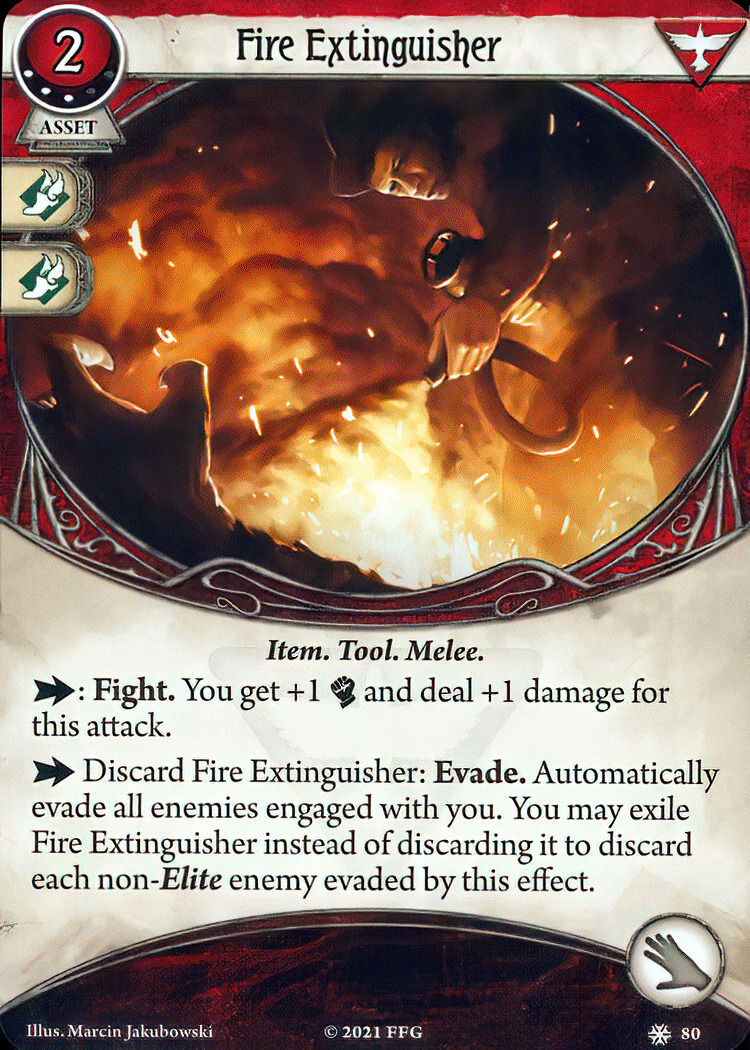 2
Fire Extinguisher
ASSET
Item. Tool. Melee.
: Fight. You get +1 and deal +1 damage for
this attack.
Discard Fire Extinguisher: Evade. Automatically
evade all enemies engaged with you. You may exile
Fire Extinguisher instead of discarding it to discard
each non-Elite enemy evaded by this effect.
Illus. Marcin Jakubowski
© 2021 FFG
80